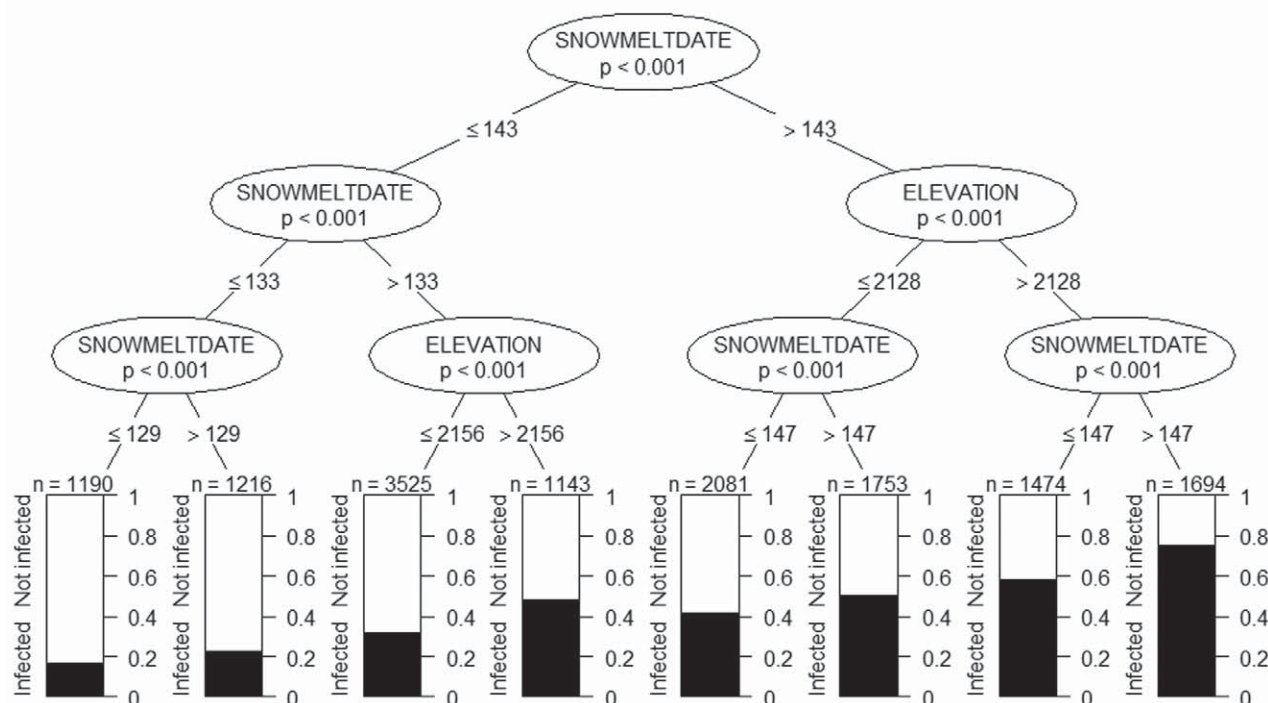 SNOWMELTDATE
p < 0.001
≤ 143
> 143
SNOWMELTDATE
p < 0.001
ELEVATION
p < 0.001
≤ 133
> 133
≤ 2128
> 2128
SNOWMELTDATE
p < 0.001
ELEVATION
p < 0.001
SNOWMELTDATE
p < 0.001
SNOWMELTDATE
p < 0.001
≤ 129
> 129
≤ 2156
> 2156
≤ 147
> 147
≤ 147
> 147
n = 1190
Infected Not infected
1
0.8
0.6
0.4
0.2
0
n = 1216
Infected Not infected
1
0.8
0.6
0.4
0.2
0
n = 3525
Infected Not infected
1
0.8
0.6
0.4
0.2
0
n = 1143
Infected Not infected
1
0.8
0.6
0.4
0.2
0
n = 2081
Infected Not infected
1
0.8
0.6
0.4
0.2
0
n = 1753
Infected Not infected
1
0.8
0.6
0.4
0.2
0
n = 1474
Infected Not infected
1
0.8
0.6
0.4
0.2
0
n = 1694
Infected Not infected
1
0.8
0.6
0.4
0.2
0